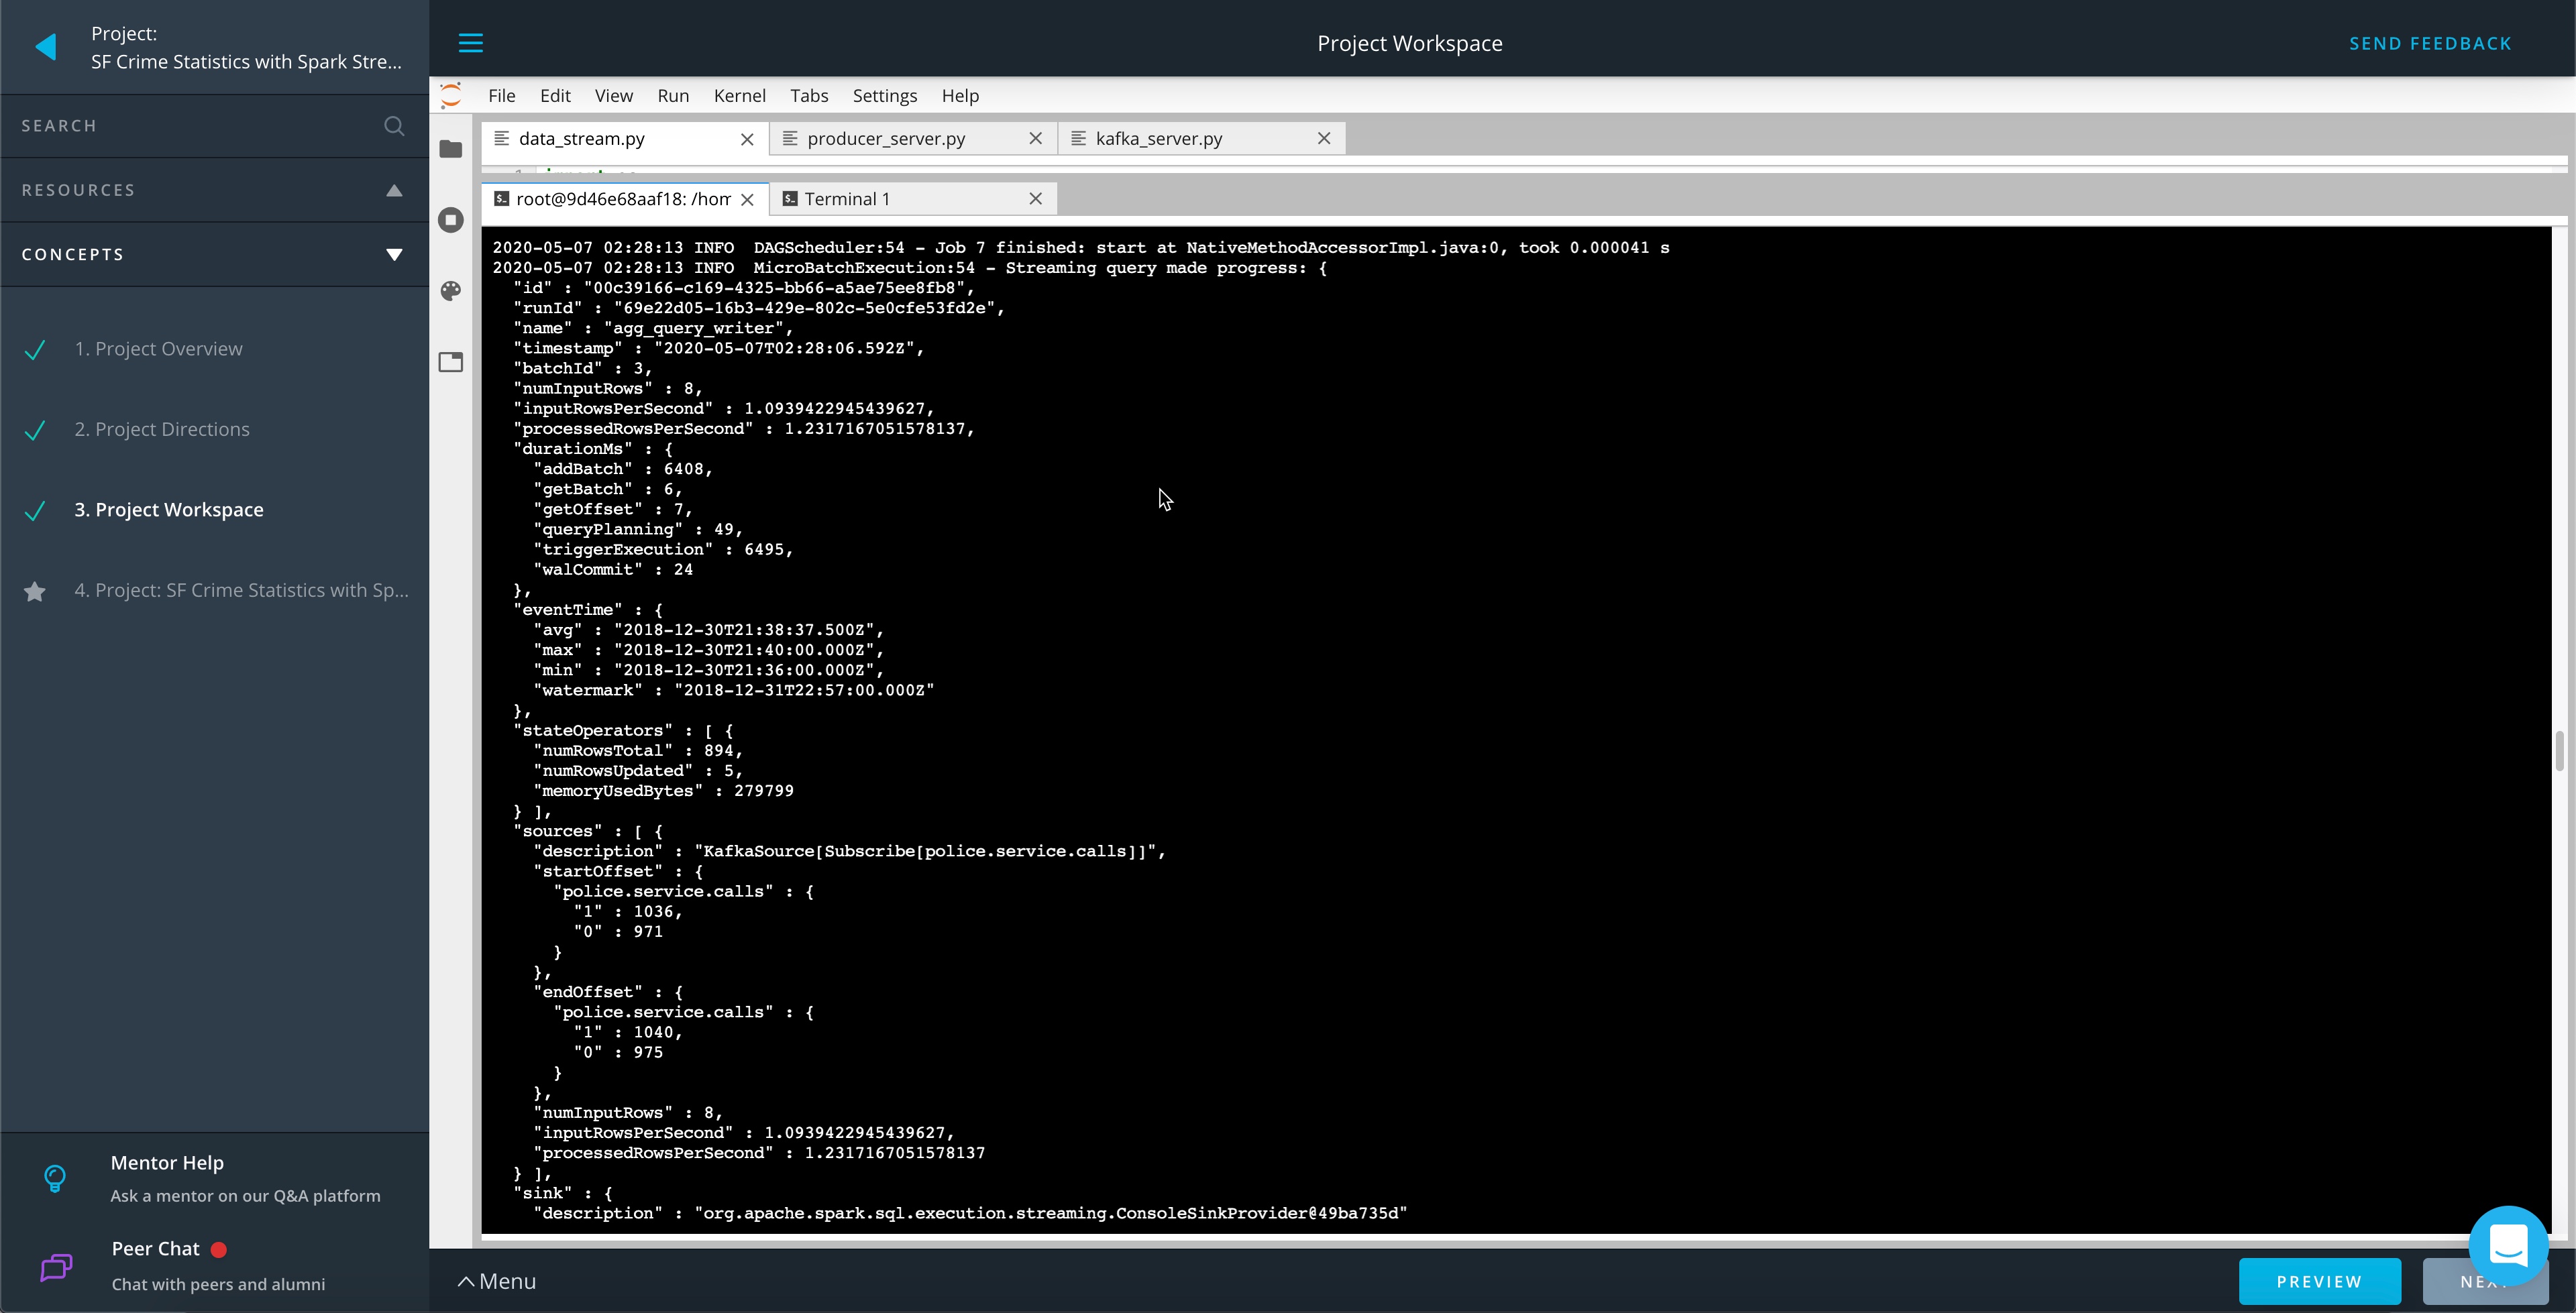 Project:
SF Crime Statistics with Spark Stre...
SEARCH
RESOURCES
CONCEPTS
1. Project Overview
2. Project Directions
3. Project Workspace
4. Project: SF Crime Statistics with Sp...
Mentor Help
Ask a mentor on our Q&A platform
Peer Chat
Chat with peers and alumni
Project Workspace
SEND FEEDBACK
File Edit View Run Kernel Tabs Settings Help
data_stream.py producer_server.py kafka_server.py
root@9d46e68aaf18: /hom Terminal 1
2020-05-07 02:28:13 INFO  DAGScheduler:54 - Job 7 finished: start at NativeMethodAccessorImpl.java:0, took 0.000041 s
2020-05-07 02:28:13 INFO  MicroBatchExecution:54 - Streaming query made progress: {
  "id" : "00c39166-c169-4325-bb66-a5ae75ee8fb8",
  "runId" : "69e22d05-16b3-429e-802c-5e0cfe53fd2e",
  "name" : "agg_query_writer",
  "timestamp" : "2020-05-07T02:28:06.592Z",
  "batchId" : 3,
  "numInputRows" : 8,
  "inputRowsPerSecond" : 1.0939422945439627,
  "processedRowsPerSecond" : 1.2317167051578137,
  "durationMs" : {
    "addBatch" : 6408,
    "getBatch" : 6,
    "getOffset" : 7,
    "queryPlanning" : 49,
    "triggerExecution" : 6495,
    "walCommit" : 24
  },
  "eventTime" : {
    "avg" : "2018-12-30T21:38:37.500Z",
    "max" : "2018-12-30T21:40:00.000Z",
    "min" : "2018-12-30T21:36:00.000Z",
    "watermark" : "2018-12-31T22:57:00.000Z"
  },
  "stateOperators" : [ {
    "numRowsTotal" : 894,
    "numRowsUpdated" : 5,
    "memoryUsedBytes" : 279799
  } ],
  "sources" : [ {
    "description" : "KafkaSource[Subscribe[police.service.calls]]",
    "startOffset" : {
      "police.service.calls" : {
        "1" : 1036,
        "0" : 971
      }
    },
    "endOffset" : {
      "police.service.calls" : {
        "1" : 1040,
        "0" : 975
      }
    },
    "numInputRows" : 8,
    "inputRowsPerSecond" : 1.0939422945439627,
    "processedRowsPerSecond" : 1.2317167051578137
  } ],
  "sink" : {
    "description" : "org.apache.spark.sql.execution.streaming.ConsoleSinkProvider@49ba735d"
Menu
PREVIEW